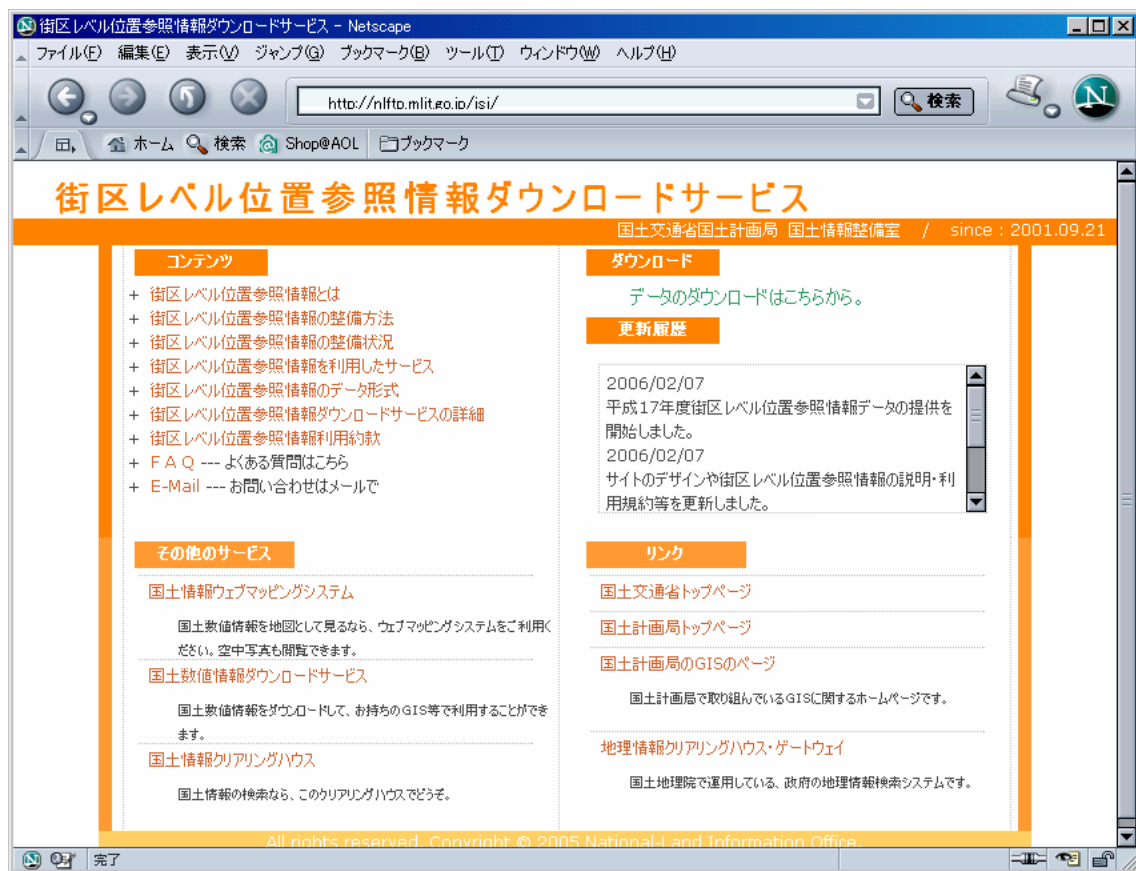 街区レベル位置参照情報ダウンロードサービス - Netscape
ファイル(F) 編集(E) 表示(V) ジャンプ(G) ブックマーク(B) ツール(T) ウィンドウ(W) ヘルプ(H)
http://nlftp.mlit.go.jp/isi/
検索
N
ホーム 検索 Shop@AOL ブックマーク
街区レベル位置参照情報ダウンロードサービス
国土交通省国土計画局 国土情報整備室 / since : 2001.09.21
コンテンツ
+ 街区レベル位置参照情報とは
+ 街区レベル位置参照情報の整備方法
+ 街区レベル位置参照情報の整備状況
+ 街区レベル位置参照情報を利用したサービス
+ 街区レベル位置参照情報のデータ形式
+ 街区レベル位置参照情報ダウンロードサービスの詳細
+ 街区レベル位置参照情報利用約款
+ F A Q --- よくある質問はこちら
+ E-Mail --- お問い合わせはメールで
ダウンロード
データのダウンロードはこちらから。
更新履歴
2006/02/07
平成17年度街区レベル位置参照情報データの提供を
開始しました。
2006/02/07
サイトのデザインや街区レベル位置参照情報の説明・利
用規約等を更新しました。
その他のサービス
国土情報ウェブマッピングシステム
国土数値情報を地図として見るなら、ウェブマッピングシステムをご利用く
ださい。空中写真も閲覧できます。
国土数値情報ダウンロードサービス
国土数値情報をダウンロードして、お持ちのGIS等で利用することができ
ます。
国土情報クリアリングハウス
国土情報の検索なら、このクリアリングハウスでどうぞ。
リンク
国土交通省トップページ
国土計画局トップページ
国土計画局のGISのページ
国土計画局で取り組んでいるGISに関するホームページです。
地理情報クリアリングハウス・ゲートウェイ
国土地理院で運用している、政府の地理情報検索システムです。
All rights reserved. Copyright © 2005 National-Land Information Office.
完了